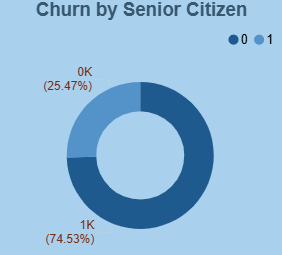 Churn by Senior Citizen
0 1
0K
(25.47%)
1K
(74.53%)